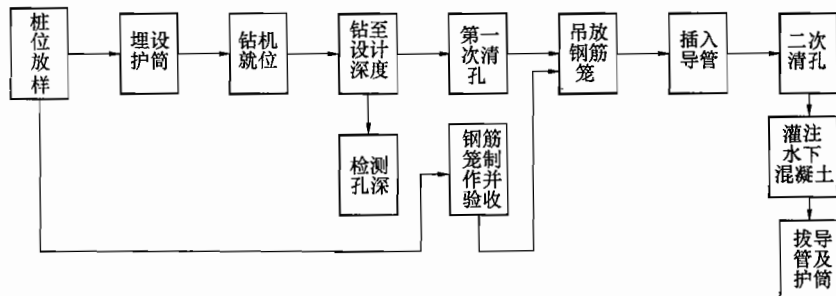 桩
位
放
样
埋设
护筒
钻机
就位
钻至
设计
深度
第一
次清
孔
吊放
钢筋
笼
插入
导管
二次
清孔
检测
孔深
钢筋
笼制
作并
验收
灌注
水下
混凝土
拔导
管及
护筒